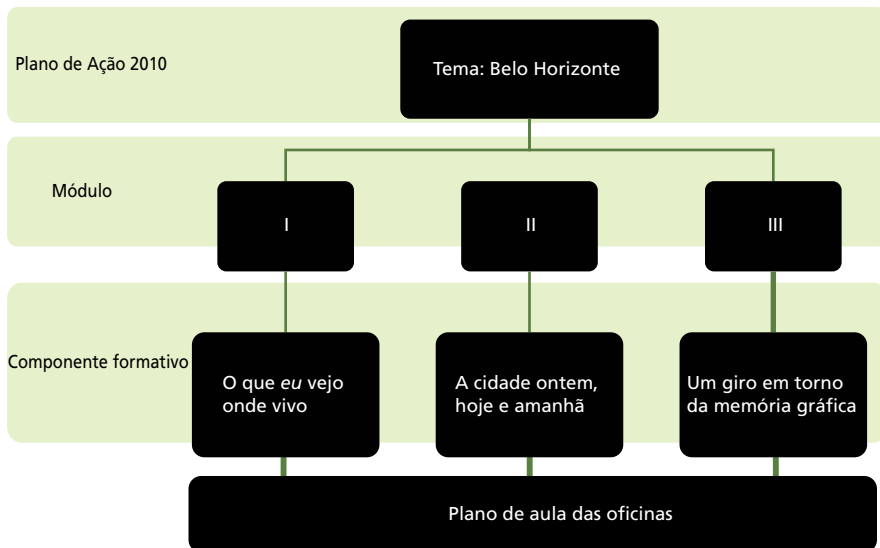 Plano de Ação 2010
Tema: Belo Horizonte
Módulo
I
II
III
Componente formativo
O que eu vejo
onde vivo
A cidade ontem,
hoje e amanhã
Um giro em torno
da memória gráfica
Plano de aula das oficinas